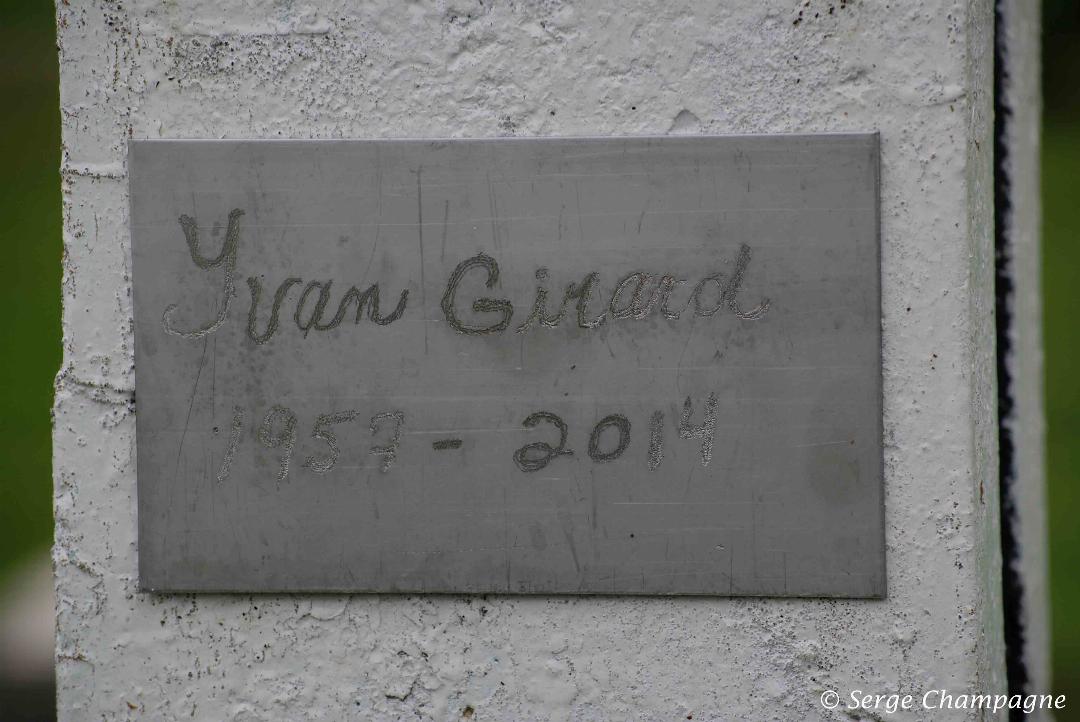 Yvan Girard
1957 - 2014
© Serge Champagne